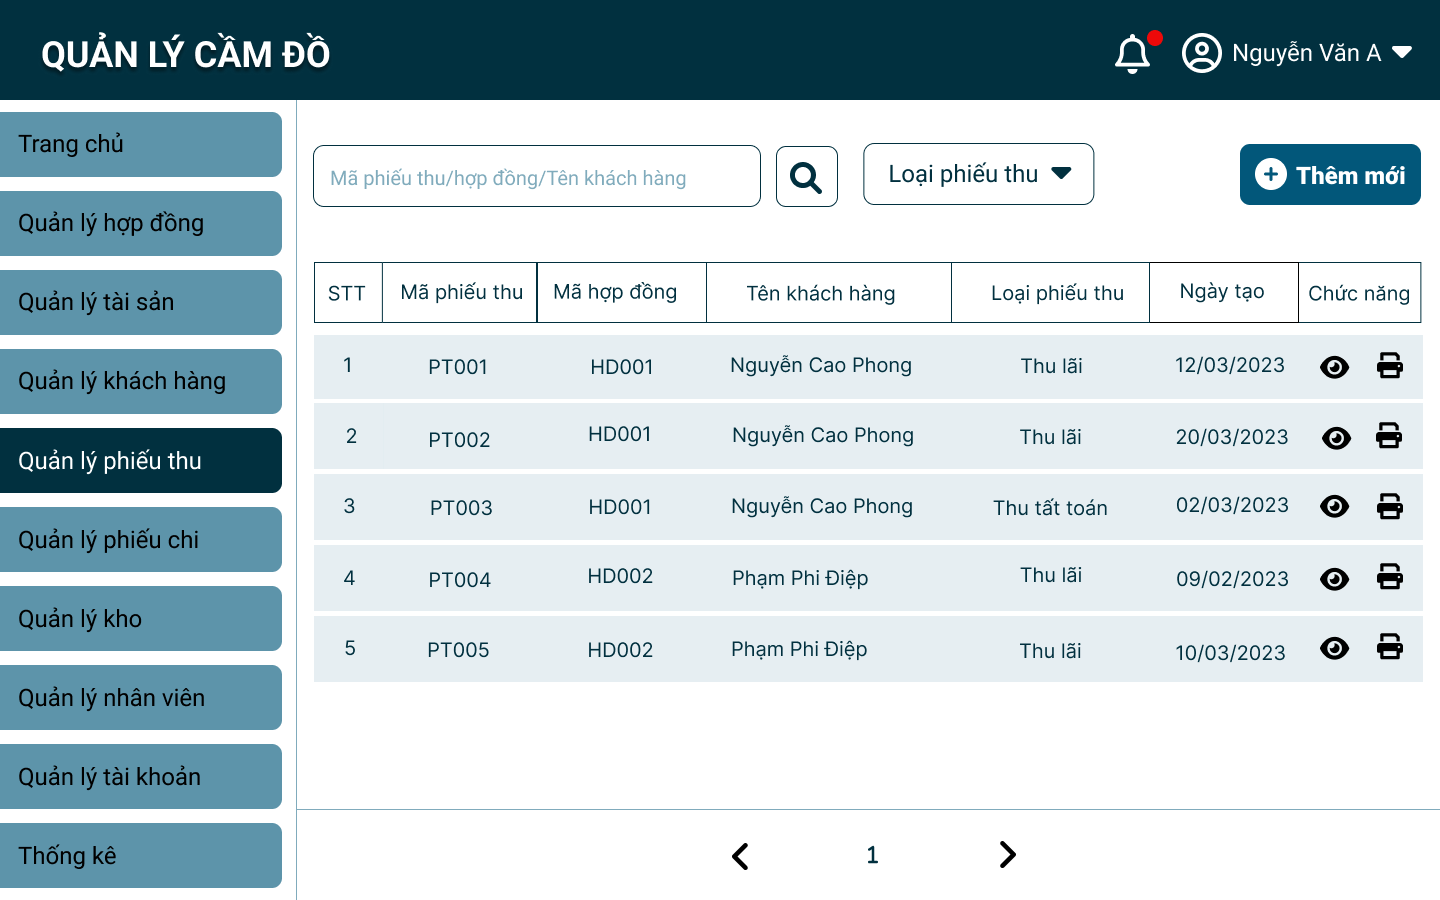 QUẢN LÝ CẦM ĐỒ
Nguyễn Văn A
Trang chủ
Quản lý hợp đồng
Quản lý tài sản
Quản lý khách hàng
Quản lý phiếu thu
Quản lý phiếu chi
Quản lý kho
Quản lý nhân viên
Quản lý tài khoản
Thống kê
Mã phiếu thu/hợp đồng/Tên khách hàng
Loại phiếu thu
Thêm mới
STT Mã phiếu thu Mã hợp đồng Tên khách hàng Loại phiếu thu Ngày tạo Chức năng
1 PT001 HD001 Nguyễn Cao Phong Thu lãi 12/03/2023
2 PT002 HD001 Nguyễn Cao Phong Thu lãi 20/03/2023
3 PT003 HD001 Nguyễn Cao Phong Thu tất toán 02/03/2023
4 PT004 HD002 Phạm Phi Điệp Thu lãi 09/02/2023
5 PT005 HD002 Phạm Phi Điệp Thu lãi 10/03/2023
1